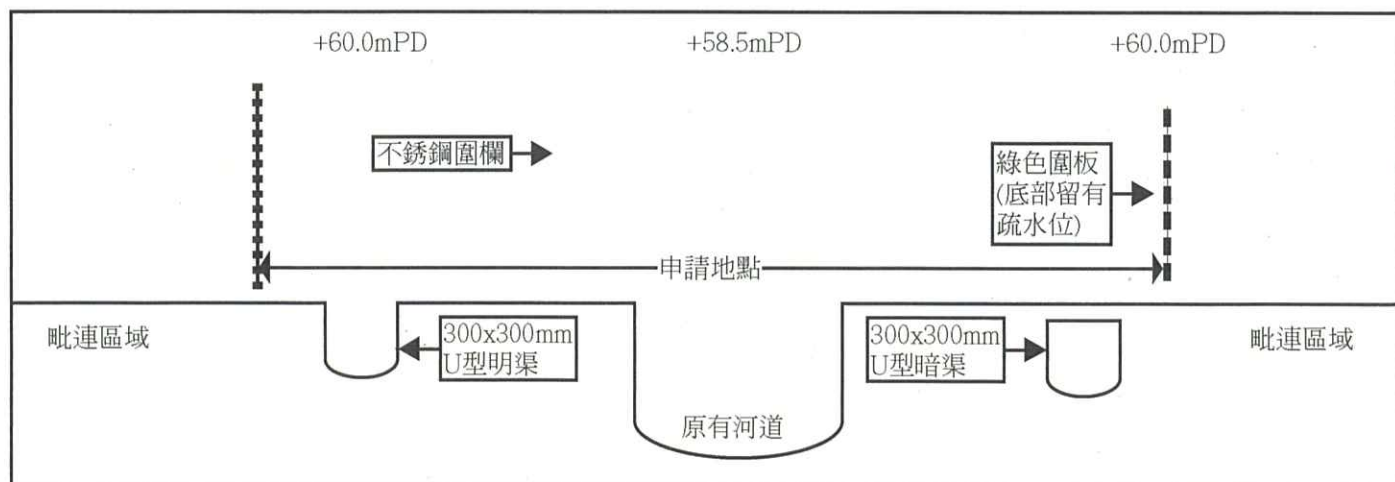 +60.0mPD
+58.5mPD
+60.0mPD
不銹鋼圍欄
綠色圍板
(底部留有
疏水位)
申請地點
毗連區域
300x300mm
U型明渠
300x300mm
U型暗渠
毗連區域
原有河道